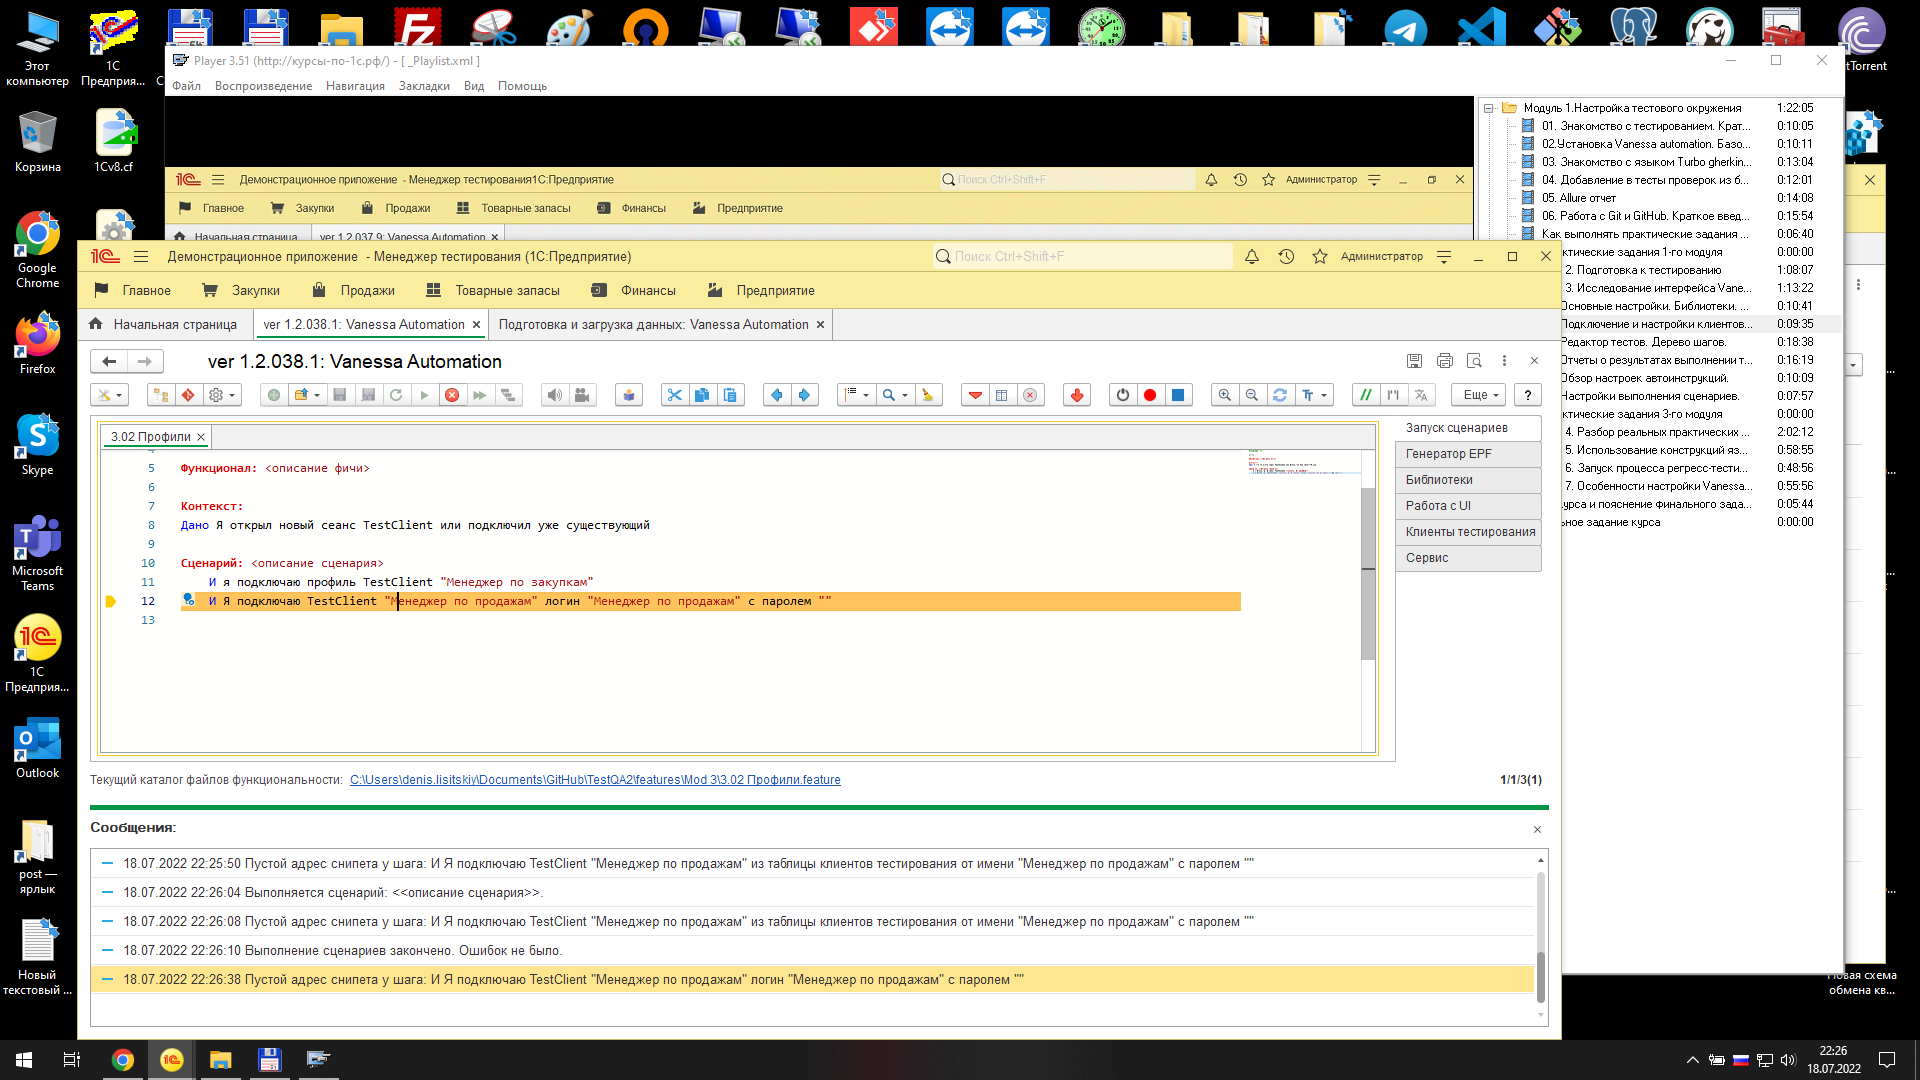 Этот компьютер
1С Предприя...
tTorrent
Корзина
1Cv8.cf
Google Chrome
Firefox
Skype
Microsoft Teams
1С Предприя...
Outlook
post — ярлык
Новый текстовый ...
Player 3.51 (http://курсы-по-1с.рф/) - [ _Playlist.xml ]
Файл Воспроизведение Навигация Закладки Вид Помощь
Демонстрационное приложение - Менеджер тестирования1С:Предприятие
Поиск Ctrl+Shift+F
Администратор
Главное Закупки Продажи Товарные запасы Финансы Предприятие
Начальная страница ver 1.2.037.9: Vanessa Automation
Модуль 1.Настройка тестового окружения 1:22:05
01. Знакомство с тестированием. Крат... 0:10:05
02.Установка Vanessa automation. Базо... 0:10:11
03. Знакомство с языком Turbo gherkin... 0:13:04
04. Добавление в тесты проверок из б... 0:12:01
05. Allure отчет 0:14:08
06. Работа с Git и GitHub. Краткое введ... 0:15:54
Как выполнять практические задания ... 0:06:40
ктические задания 1-го модуля 0:00:00
2. Подготовка к тестированию 1:08:07
3. Исследование интерфейса Vane... 1:13:22
Основные настройки. Библиотеки. ... 0:10:41
Подключение и настройки клиентов... 0:09:35
Редактор тестов. Дерево шагов. 0:18:38
Отчеты о результатах выполнении т... 0:16:19
Обзор настроек автоинструкций. 0:10:09
Настройки выполнения сценариев. 0:07:57
ктические задания 3-го модуля 0:00:00
4. Разбор реальных практических ... 2:02:12
5. Использование конструкций яз... 0:58:55
6. Запуск процесса регресс-тести... 0:48:56
7. Особенности настройки Vanessa... 0:55:56
урса и пояснение финального зада... 0:05:44
ьное задание курса 0:00:00
Демонстрационное приложение - Менеджер тестирования (1С:Предприятие)
Поиск Ctrl+Shift+F
Администратор
Главное Закупки Продажи Товарные запасы Финансы Предприятие
Начальная страница ver 1.2.038.1: Vanessa Automation Подготовка и загрузка данных: Vanessa Automation
ver 1.2.038.1: Vanessa Automation
Еще ?
3.02 Профили
Запуск сценариев
Генератор EPF
Библиотеки
Работа с UI
Клиенты тестирования
Сервис
5 Функционал: <описание фичи>
6
7 Контекст:
8 Дано Я открыл новый сеанс TestClient или подключил уже существующий
9
10 Сценарий: <описание сценария>
11 И я подключаю профиль TestClient "Менеджер по закупкам"
12 И Я подключаю TestClient "Менеджер по продажам" логин "Менеджер по продажам" с паролем ""
13
Текущий каталог файлов функциональности: C:\Users\denis.lisitskiy\Documents\GitHub\TestQA2\features\Mod 3\3.02 Профили.feature
1/1/3(1)
Сообщения:
18.07.2022 22:25:50 Пустой адрес снипета у шага: И Я подключаю TestClient "Менеджер по продажам" из таблицы клиентов тестирования от имени "Менеджер по продажам" с паролем ""
18.07.2022 22:26:04 Выполняется сценарий: <<описание сценария>>.
18.07.2022 22:26:08 Пустой адрес снипета у шага: И Я подключаю TestClient "Менеджер по продажам" из таблицы клиентов тестирования от имени "Менеджер по продажам" с паролем ""
18.07.2022 22:26:10 Выполнение сценариев закончено. Ошибок не было.
18.07.2022 22:26:38 Пустой адрес снипета у шага: И Я подключаю TestClient "Менеджер по продажам" логин "Менеджер по продажам" с паролем ""
Новая схема обмена кв...
22:26
18.07.2022